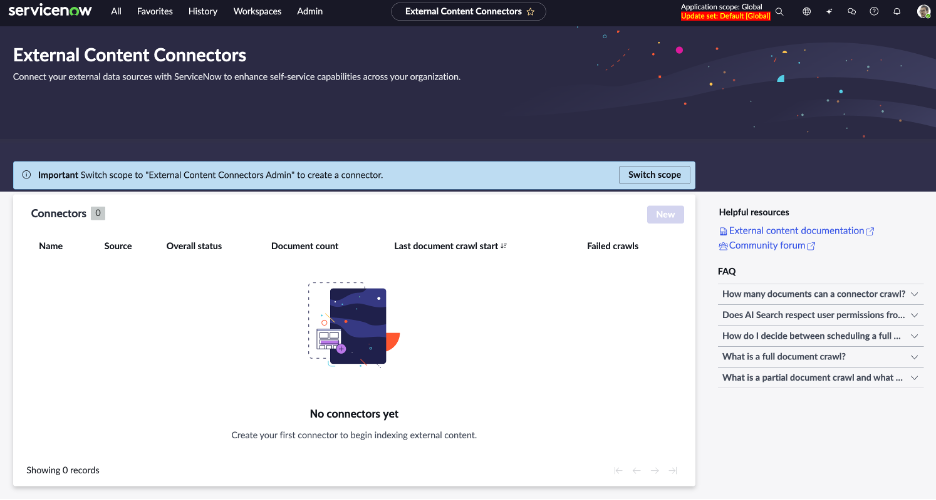 servicenow All Favorites History Workspaces Admin External Content Connectors Application scope: Global
Update set: Default [Global]
External Content Connectors
Connect your external data sources with ServiceNow to enhance self-service capabilities across your organization.
Important Switch scope to "External Content Connectors Admin" to create a connector. Switch scope
Connectors 0 New
Name Source Overall status Document count Last document crawl start Failed crawls
No connectors yet
Create your first connector to begin indexing external content.
Showing 0 records
Helpful resources
External content documentation
Community forum
FAQ
How many documents can a connector crawl?
Does AI Search respect user permissions fro...
How do I decide between scheduling a full ...
What is a full document crawl?
What is a partial document crawl and what ...